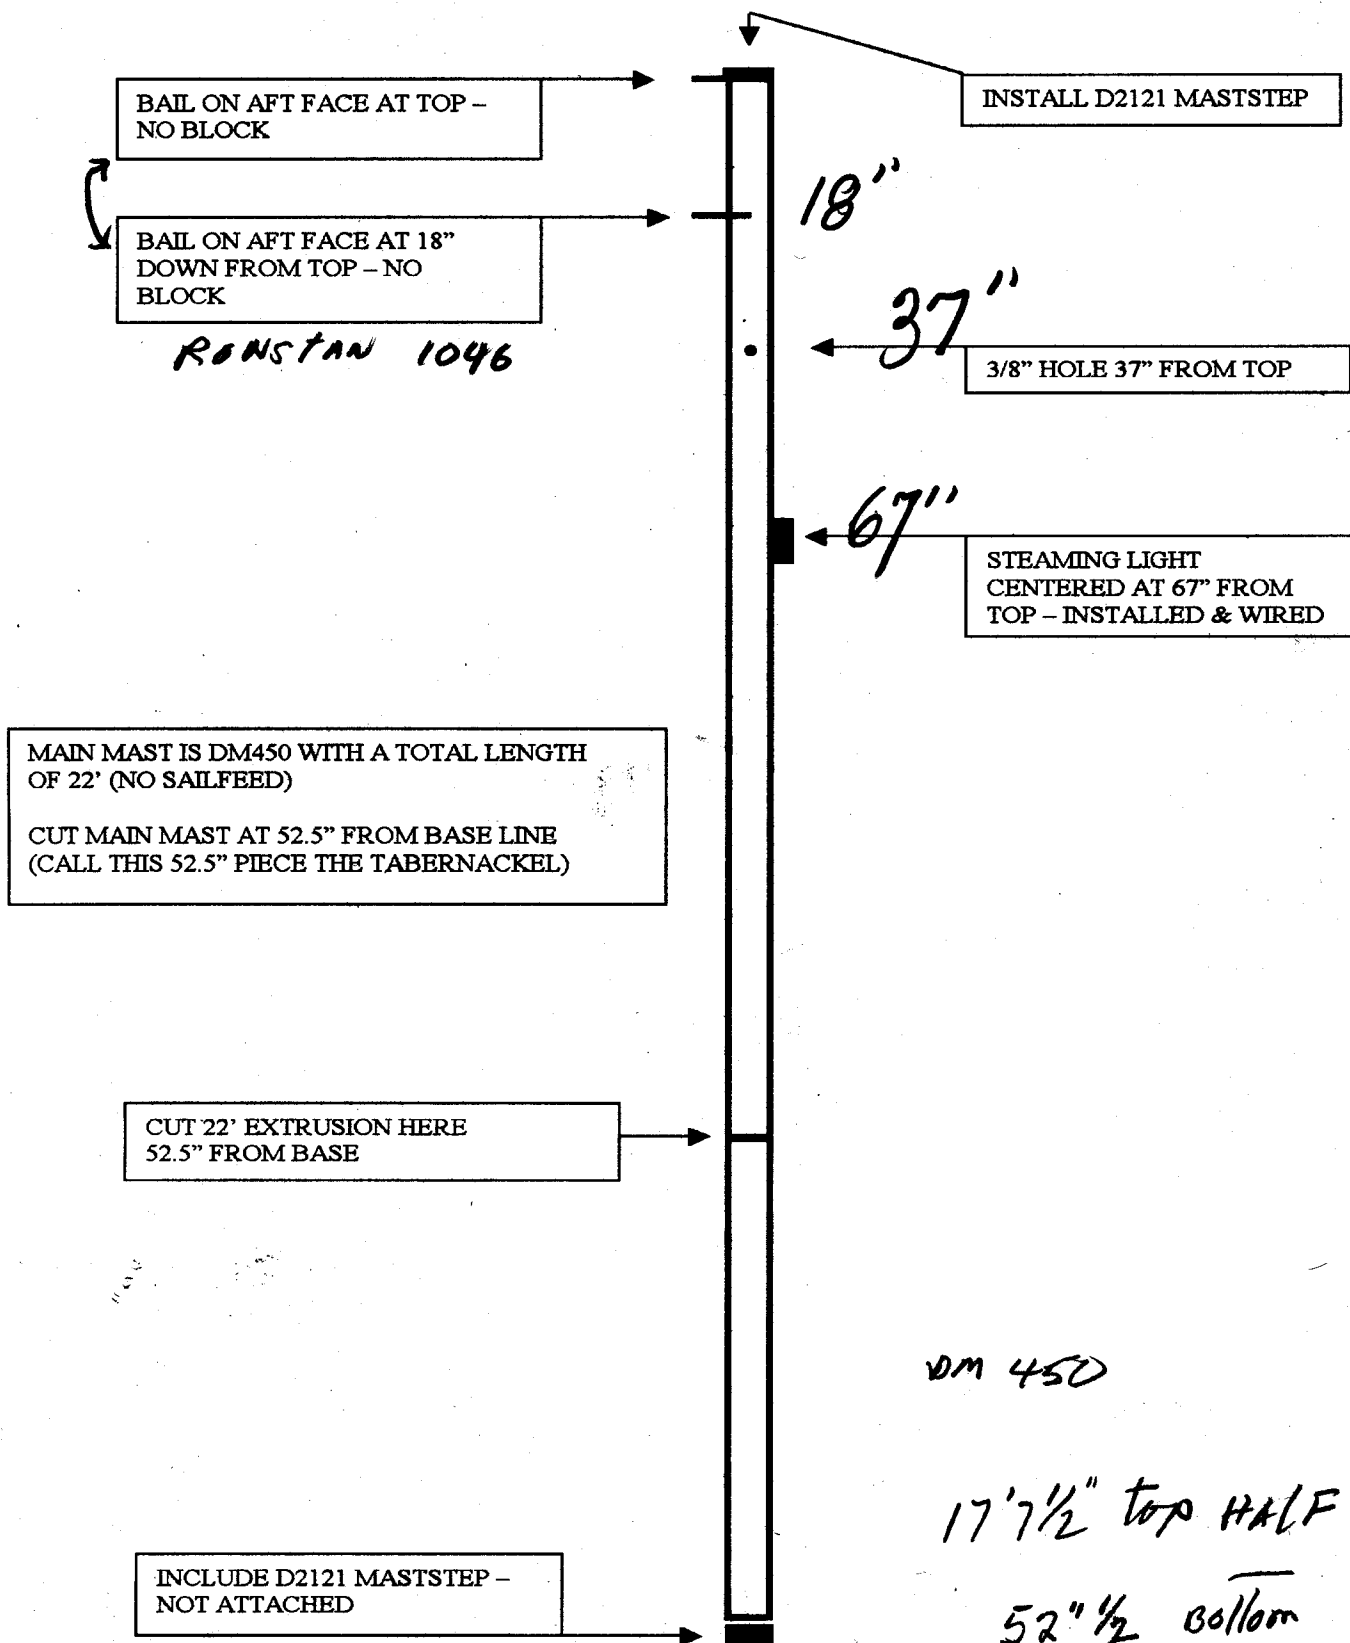 BAIL ON AFT FACE AT TOP –
NO BLOCK
INSTALL D2121 MASTSTEP
18”
BAIL ON AFT FACE AT 18”
DOWN FROM TOP – NO
BLOCK
RONSTAN 1046
37”
3/8” HOLE 37” FROM TOP
67”
STEAMING LIGHT
CENTERED AT 67” FROM
TOP – INSTALLED & WIRED
MAIN MAST IS DM450 WITH A TOTAL LENGTH
OF 22’ (NO SAILFEED)
CUT MAIN MAST AT 52.5” FROM BASE LINE
(CALL THIS 52.5” PIECE THE TABERNACKEL)
CUT 22’ EXTRUSION HERE
52.5” FROM BASE
DM 450
17’7½” top HALF
INCLUDE D2121 MASTSTEP –
NOT ATTACHED
52” ½ Bottom